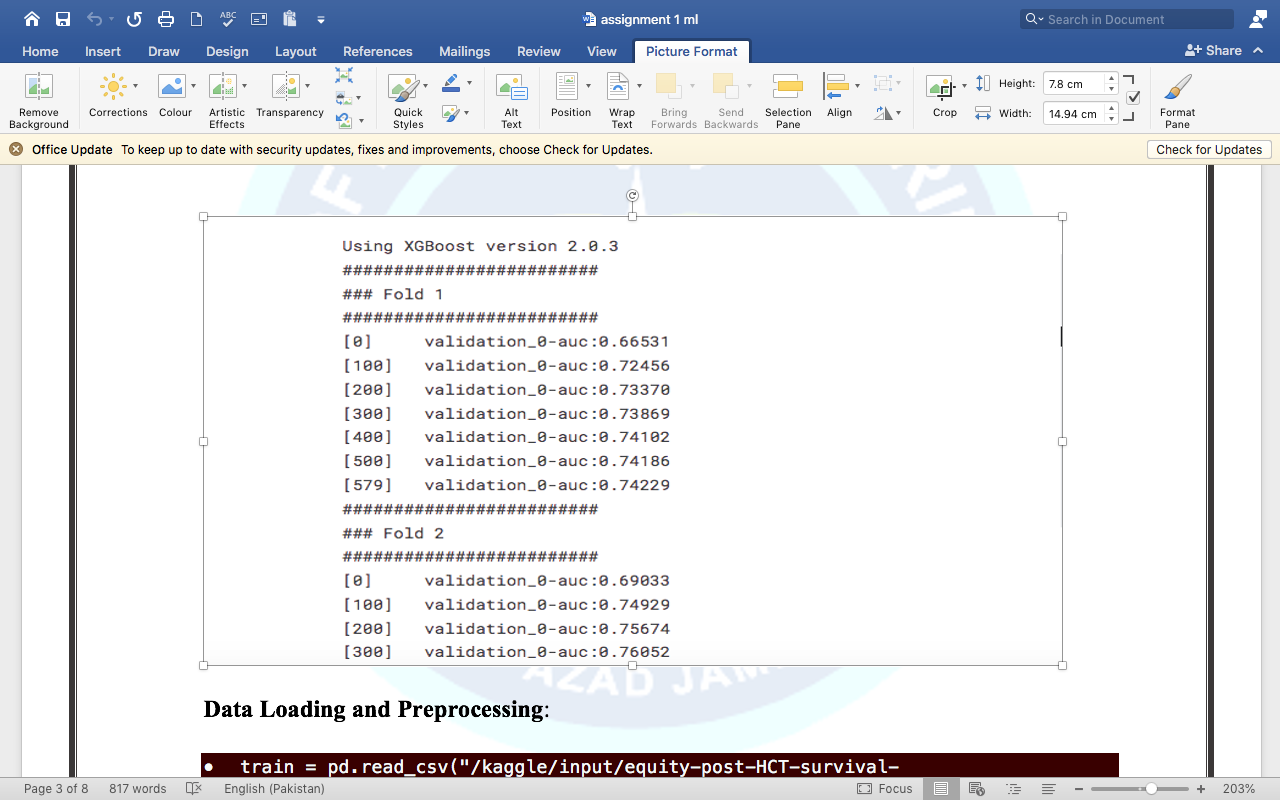 assignment 1 ml
Search in Document
Home Insert Draw Design Layout References Mailings Review View Picture Format Share
Remove Background
Corrections
Colour
Artistic Effects
Transparency
Quick Styles
Alt Text
Position
Wrap Text
Bring Forwards
Send Backwards
Selection Pane
Align
Crop
Height: 7.8 cm
Width: 14.94 cm
Format Pane
Office Update To keep up to date with security updates, fixes and improvements, choose Check for Updates. Check for Updates
Using XGBoost version 2.0.3
#########################
### Fold 1
#########################
[0] validation_0-auc:0.66531
[100] validation_0-auc:0.72456
[200] validation_0-auc:0.73370
[300] validation_0-auc:0.73869
[400] validation_0-auc:0.74102
[500] validation_0-auc:0.74186
[579] validation_0-auc:0.74229
#########################
### Fold 2
#########################
[0] validation_0-auc:0.69033
[100] validation_0-auc:0.74929
[200] validation_0-auc:0.75674
[300] validation_0-auc:0.76052
AZAD JAM
Data Loading and Preprocessing:
• train = pd.read_csv("/kaggle/input/equity-post-HCT-survival-
Page 3 of 8 817 words English (Pakistan) Focus 203%